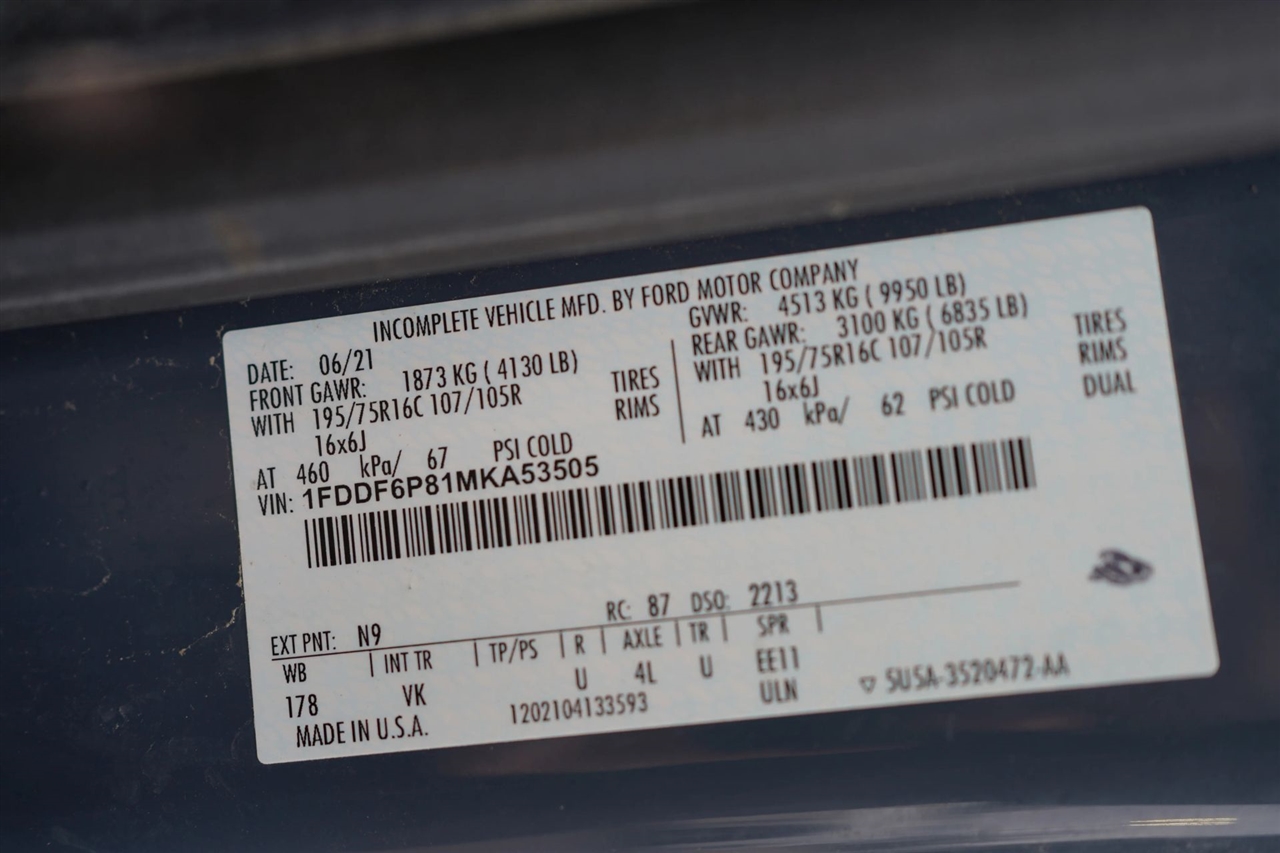 INCOMPLETE VEHICLE MFD. BY FORD MOTOR COMPANY
DATE: 06/21
GVWR: 4513 KG ( 9950 LB)
FRONT GAWR: 1873 KG ( 4130 LB)
REAR GAWR: 3100 KG ( 6835 LB)
WITH 195/75R16C 107/105R TIRES
WITH 195/75R16C 107/105R TIRES
16x6J RIMS
16x6J RIMS
AT 460 kPa/ 67 PSI COLD
AT 430 kPa/ 62 PSI COLD DUAL
VIN: 1FDDF6P81MKA53505
EXT PNT: N9 RC: 87 DSO: 2213
WB | INT TR | TP/PS | R | AXLE | TR | SPR |
178 VK U 4L U EE11
MADE IN U.S.A. 1202104133593 ULN ▽ SU5A-3520472-AA